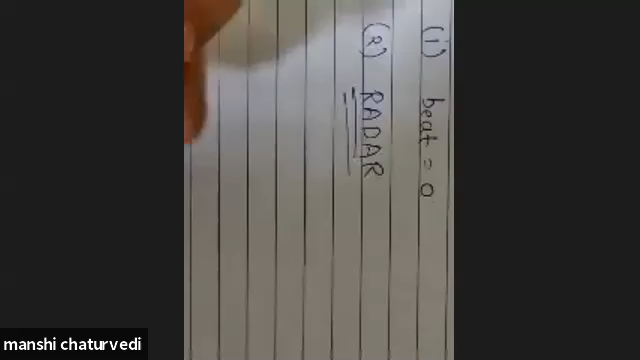 (1) beat = 0
(2) RADAR
manshi chaturvedi